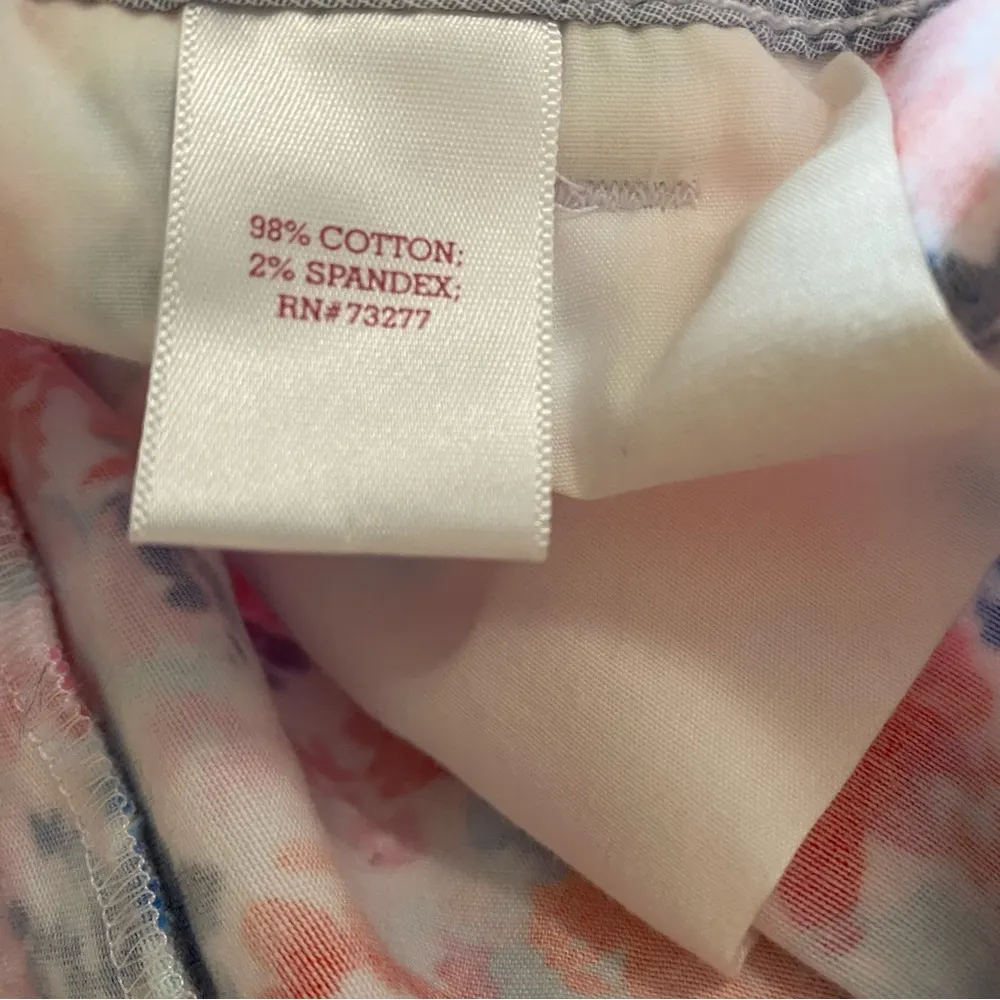 98% COTTON;
2% SPANDEX;
RN#73277